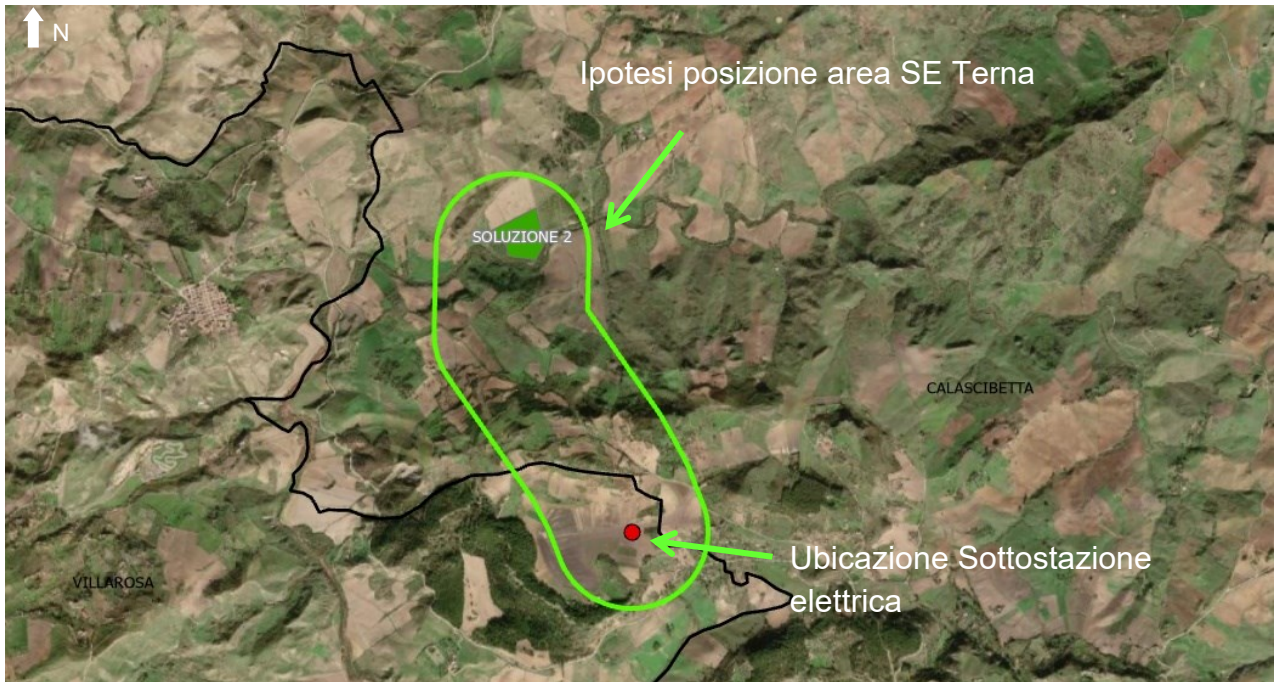 N
Ipotesi posizione area SE Terna
SOLUZIONE 2
CALASCIBETTA
Ubicazione Sottostazione
elettrica
VILLAROSA